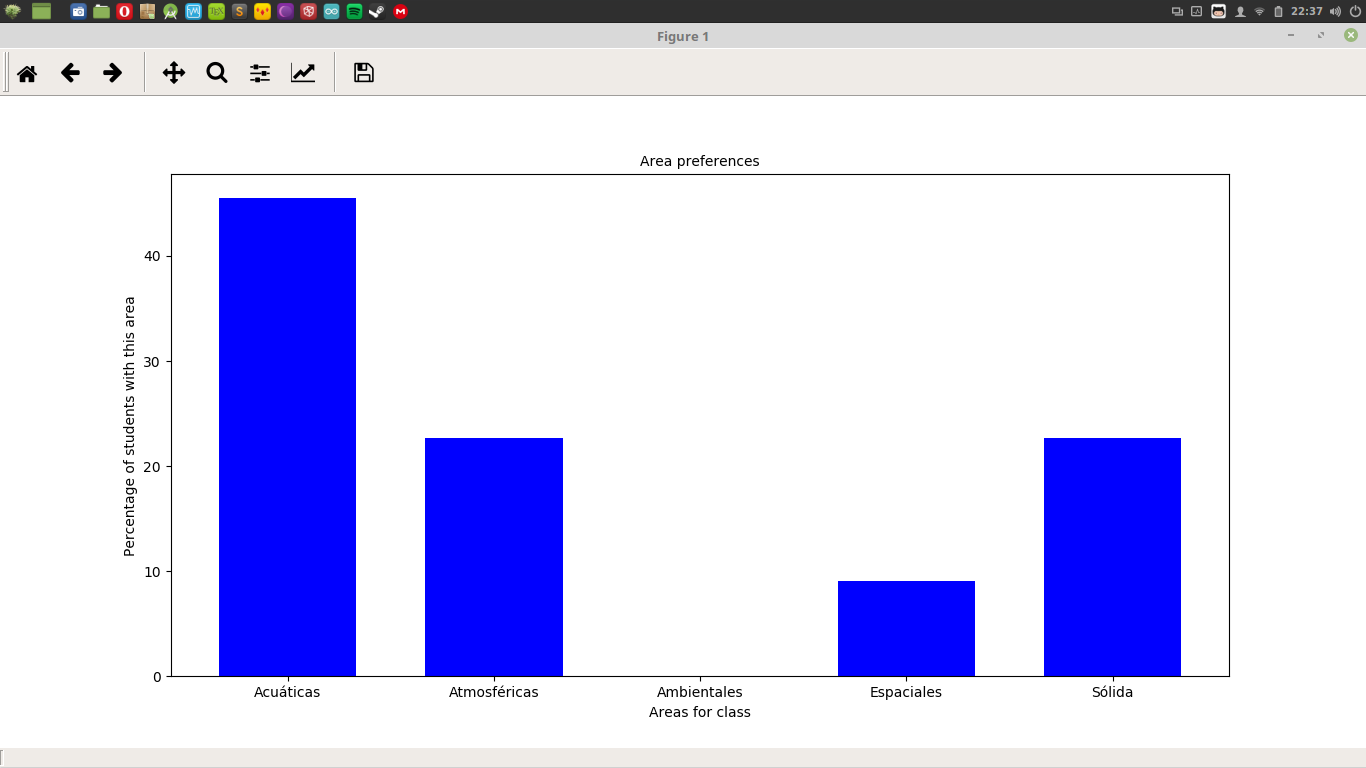 22:37
Figure 1
Area preferences
Percentage of students with this area
40
30
20
10
0
Acuáticas Atmosféricas Ambientales Espaciales Sólida
Areas for class